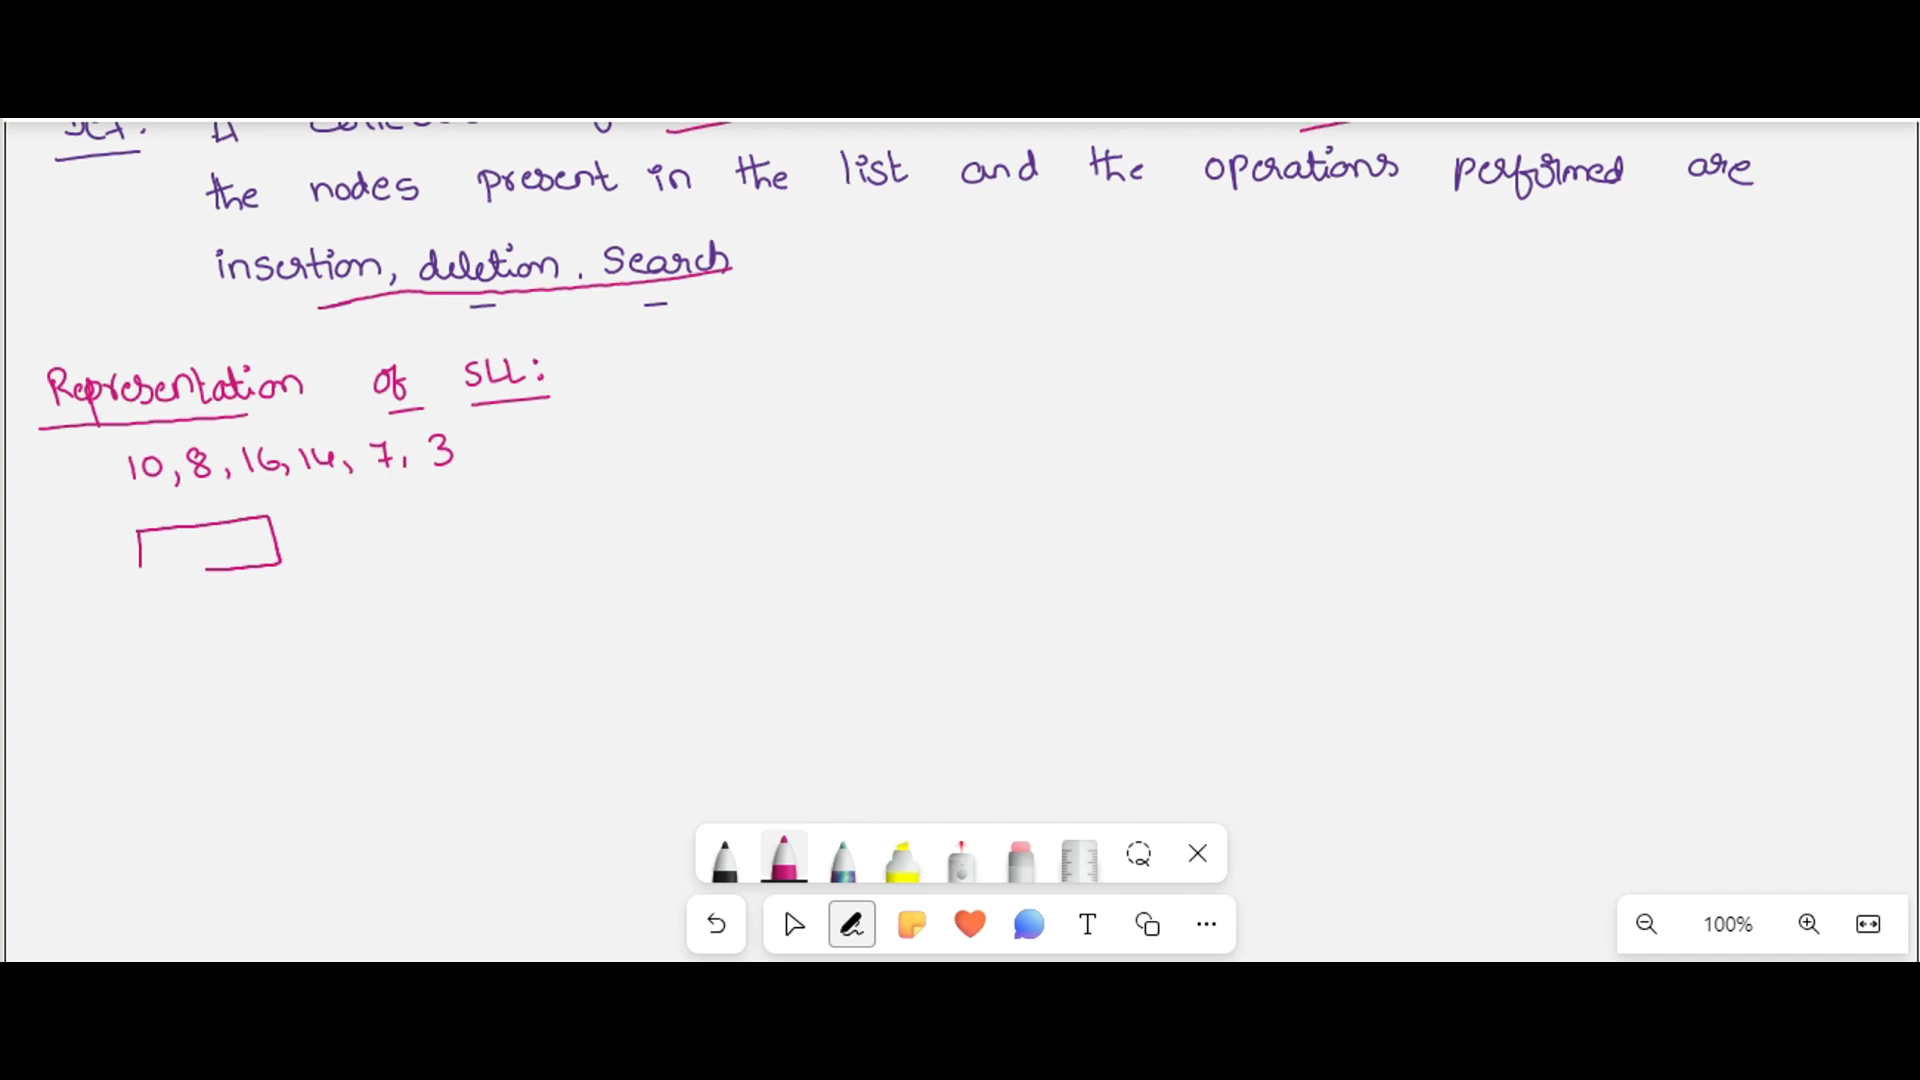 the nodes present in the list and the operations performed are
insertion, deletion, Search
Representation of SLL:
10, 8, 16, 14, 7, 3
T
100%